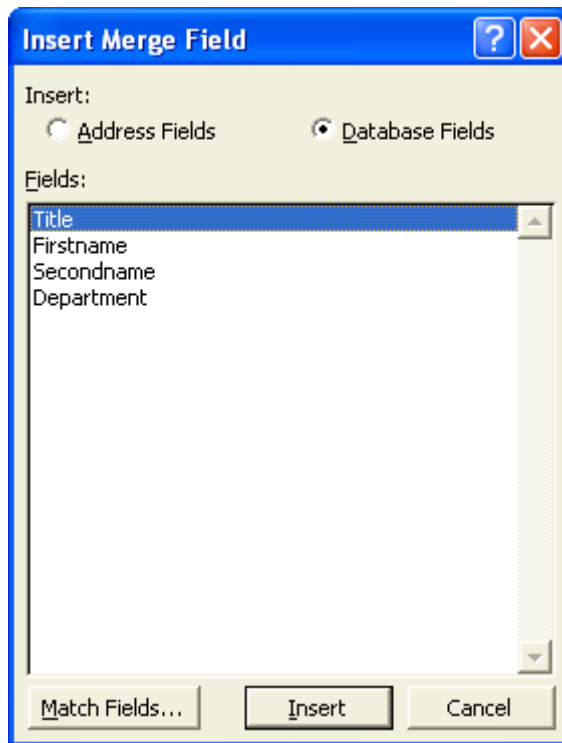 Insert Merge Field
Insert:
Address Fields Database Fields
Fields:
Title
Firstname
Secondname
Department
Match Fields... Insert Cancel